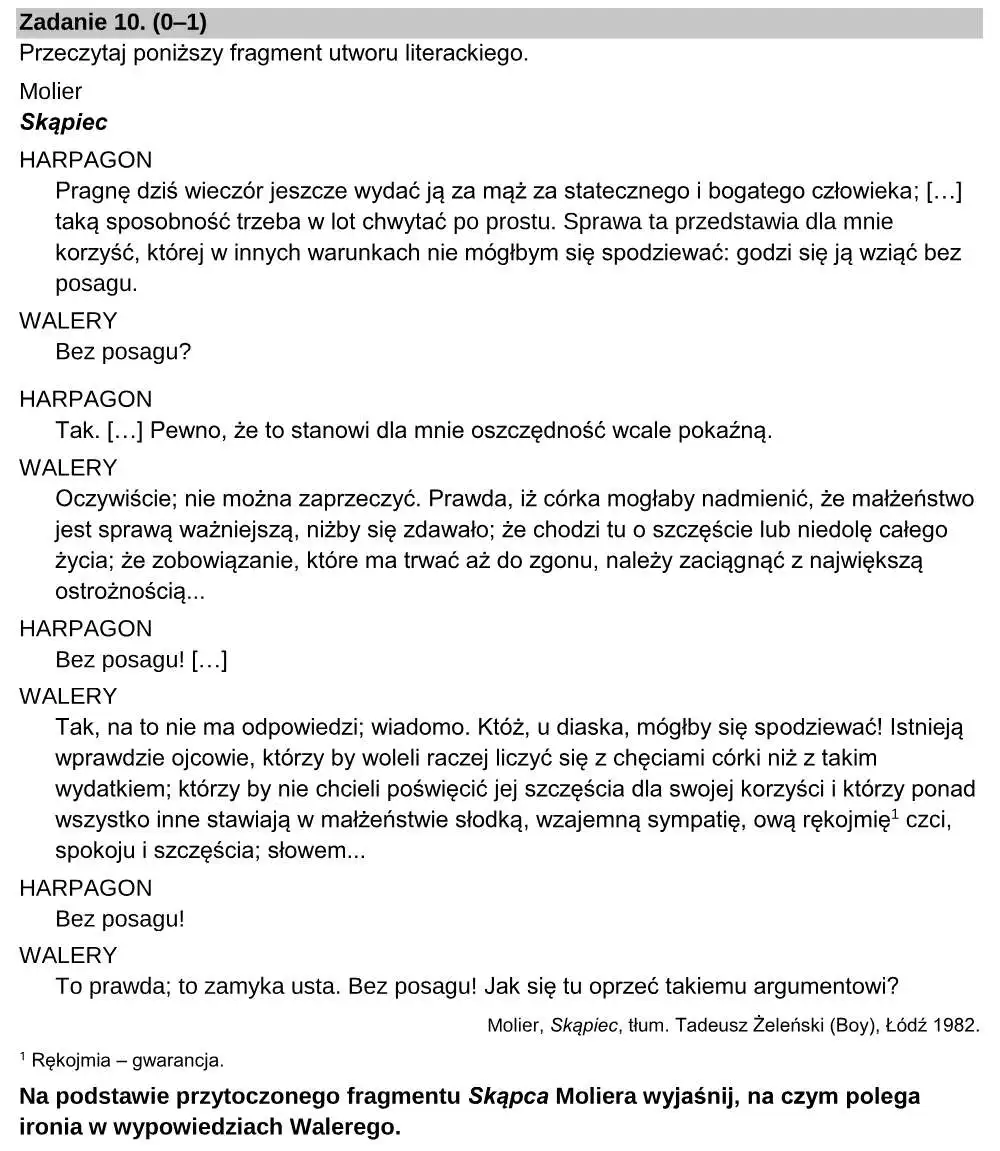 Zadanie 10. (0–1)
Przeczytaj poniższy fragment utworu literackiego.
Molier
Skąpiec
HARPAGON
Pragnę dziś wieczór jeszcze wydać ją za mąż za statecznego i bogatego człowieka; […]
taką sposobność trzeba w lot chwytać po prostu. Sprawa ta przedstawia dla mnie
korzyść, której w innych warunkach nie mógłbym się spodziewać: godzi się ją wziąć bez
posagu.
WALERY
Bez posagu?
HARPAGON
Tak. […] Pewno, że to stanowi dla mnie oszczędność wcale pokaźną.
WALERY
Oczywiście; nie można zaprzeczyć. Prawda, iż córka mogłaby nadmienić, że małżeństwo
jest sprawą ważniejszą, niżby się zdawało; że chodzi tu o szczęście lub niedolę całego
życia; że zobowiązanie, które ma trwać aż do zgonu, należy zaciągnąć z największą
ostrożnością...
HARPAGON
Bez posagu! […]
WALERY
Tak, na to nie ma odpowiedzi; wiadomo. Któż, u diaska, mógłby się spodziewać! Istnieją
wprawdzie ojcowie, którzy by woleli raczej liczyć się z chęciami córki niż z takim
wydatkiem; którzy by nie chcieli poświęcić jej szczęścia dla swojej korzyści i którzy ponad
wszystko inne stawiają w małżeństwie słodką, wzajemną sympatię, ową rękojmię¹ czci,
spokoju i szczęścia; słowem...
HARPAGON
Bez posagu!
WALERY
To prawda; to zamyka usta. Bez posagu! Jak się tu oprzeć takiemu argumentowi?
Molier, Skąpiec, tłum. Tadeusz Żeleński (Boy), Łódź 1982.
¹ Rękojmia – gwarancja.
Na podstawie przytoczonego fragmentu Skąpca Moliera wyjaśnij, na czym polega
ironia w wypowiedziach Walerego.